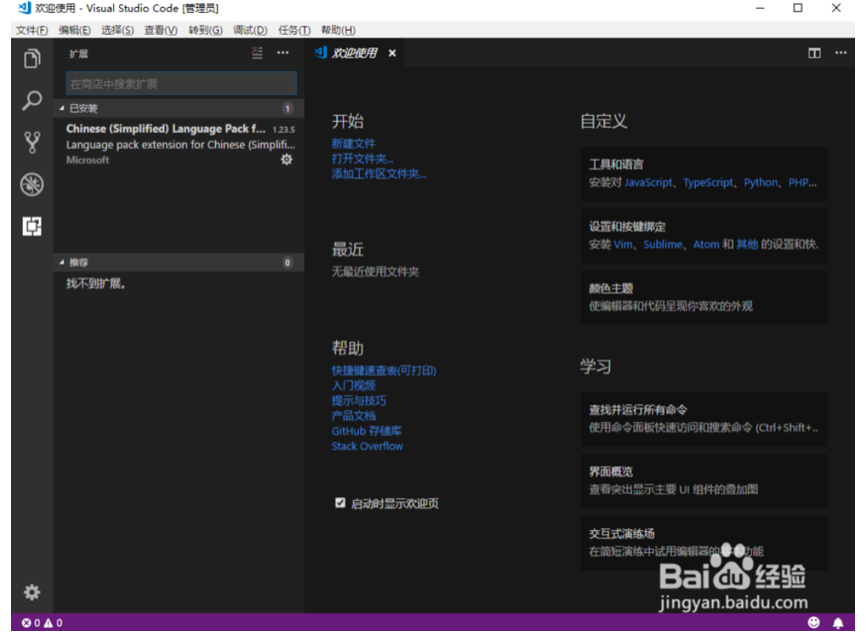 欢迎使用 - Visual Studio Code [管理员]
文件(F) 编辑(E) 选择(S) 查看(V) 转到(G) 调试(D) 任务(T) 帮助(H)
扩展
在商店中搜索扩展
已安装 1
Chinese (Simplified) Language Pack f... 1.23.5
Language pack extension for Chinese (Simplifi...
Microsoft
推荐 0
找不到扩展。
欢迎使用
开始
新建文件
打开文件夹...
添加工作区文件夹...
最近
无最近使用文件夹
帮助
快捷键速查表(可打印)
入门视频
提示与技巧
产品文档
GitHub 存储库
Stack Overflow
启动时显示欢迎页
自定义
工具和语言
安装对 JavaScript、TypeScript、Python、PHP...
设置和按键绑定
安装 Vim、Sublime、Atom 和 其他 的设置和快.
颜色主题
使编辑器和代码呈现你喜欢的外观
学习
查找并运行所有命令
使用命令面板快速访问和搜索命令 (Ctrl+Shift+..
界面概览
查看突出显示主要 UI 组件的叠加图
交互式演练场
在简短演练中试用编辑器的基本功能
Baidu经验
jingyan.baidu.com
0 0